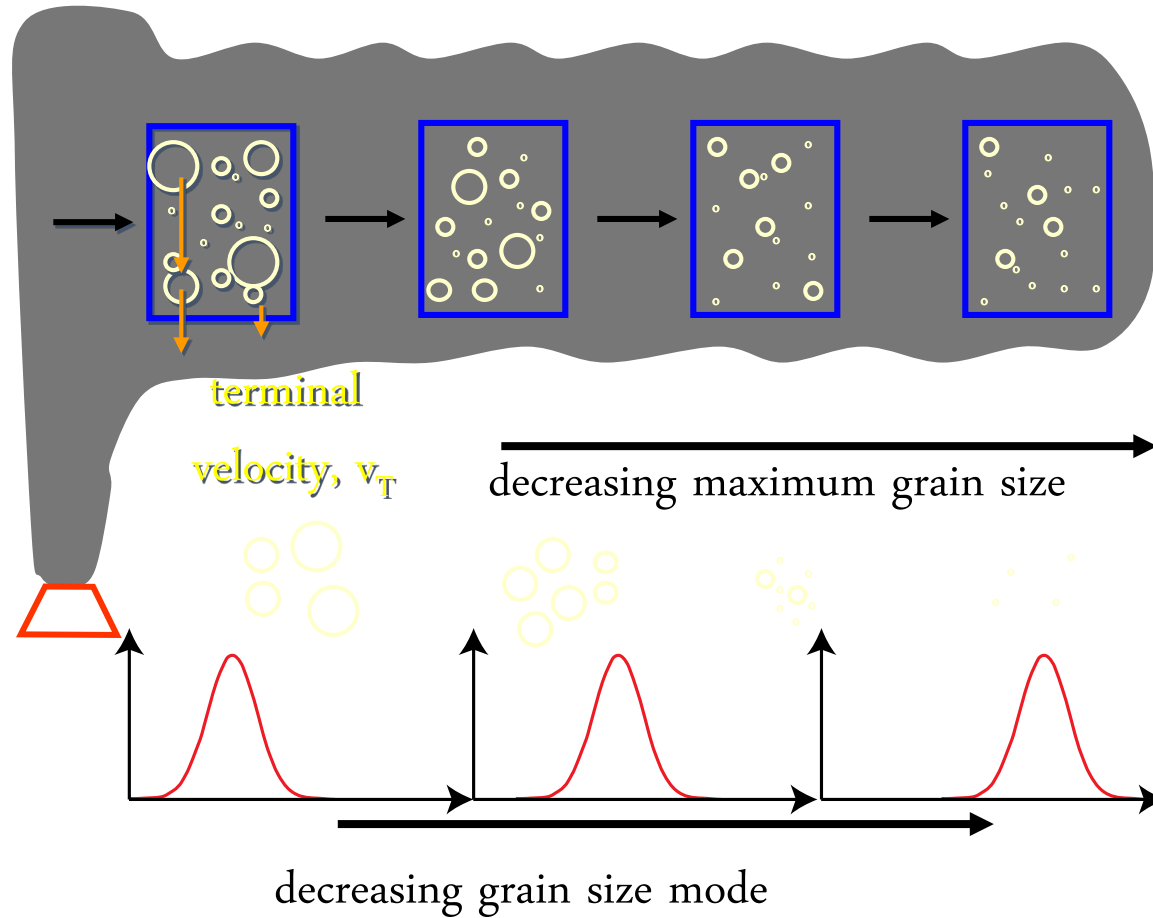 terminal
velocity, vT
decreasing maximum grain size
decreasing grain size mode